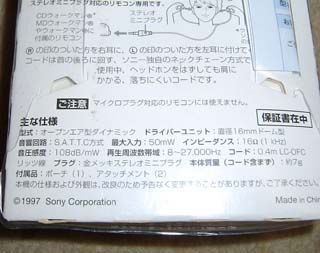 ステレオミニプラグ対応のリモコン専用です。
CDウォークマン®
MDウォークマン®
やウォークマン®に
付属のリモコン
ステレオ
ミニプラグ
Ⓡの印のついた方を右耳に、Ⓛの印のついた方を左耳に付けて
コードは首の後ろに回す、ソニー独自のネックチェーン方式で
使用中、ヘッドホンをはずしても肩に
かかる、落ちにくいコードです。
ご注意 マイクロプラグ対応のリモコンには使えません。
主な仕様
保証書在中
型式：オープンエア型ダイナミック ドライバーユニット：直径16mmドーム型
音響回路：S.A.T.T.C方式 最大入力：50mW インピーダンス：16Ω(1kHz)
音圧感度：108dB/mW 再生周波数帯域：8〜27,000Hz コード：0.4m LC-OFC
リッツ線 プラグ：金メッキステレオミニプラグ 本体質量（コード含まず）：約7g
付属品：ポーチ（1）、アタッチメント（2）
本機の仕様および外観は、改良のため予告なく変更することがありますが、ご了承ください。
©1997 Sony Corporation
Made in Chin